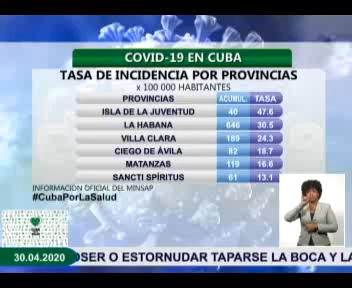 COVID-19 EN CUBA
TASA DE INCIDENCIA POR PROVINCIAS
x 100 000 HABITANTES
PROVINCIAS ACUMUL. TASA
ISLA DE LA JUVENTUD 40 47.6
LA HABANA 646 30.5
VILLA CLARA 189 24.3
CIEGO DE ÁVILA 82 18.7
MATANZAS 119 16.6
SANCTI SPÍRITUS 61 13.1
INFORMACIÓN OFICIAL DEL MINSAP
#CubaPorLaSalud
30.04.2020 OSER O ESTORNUDAR TAPARSE LA BOCA Y LA